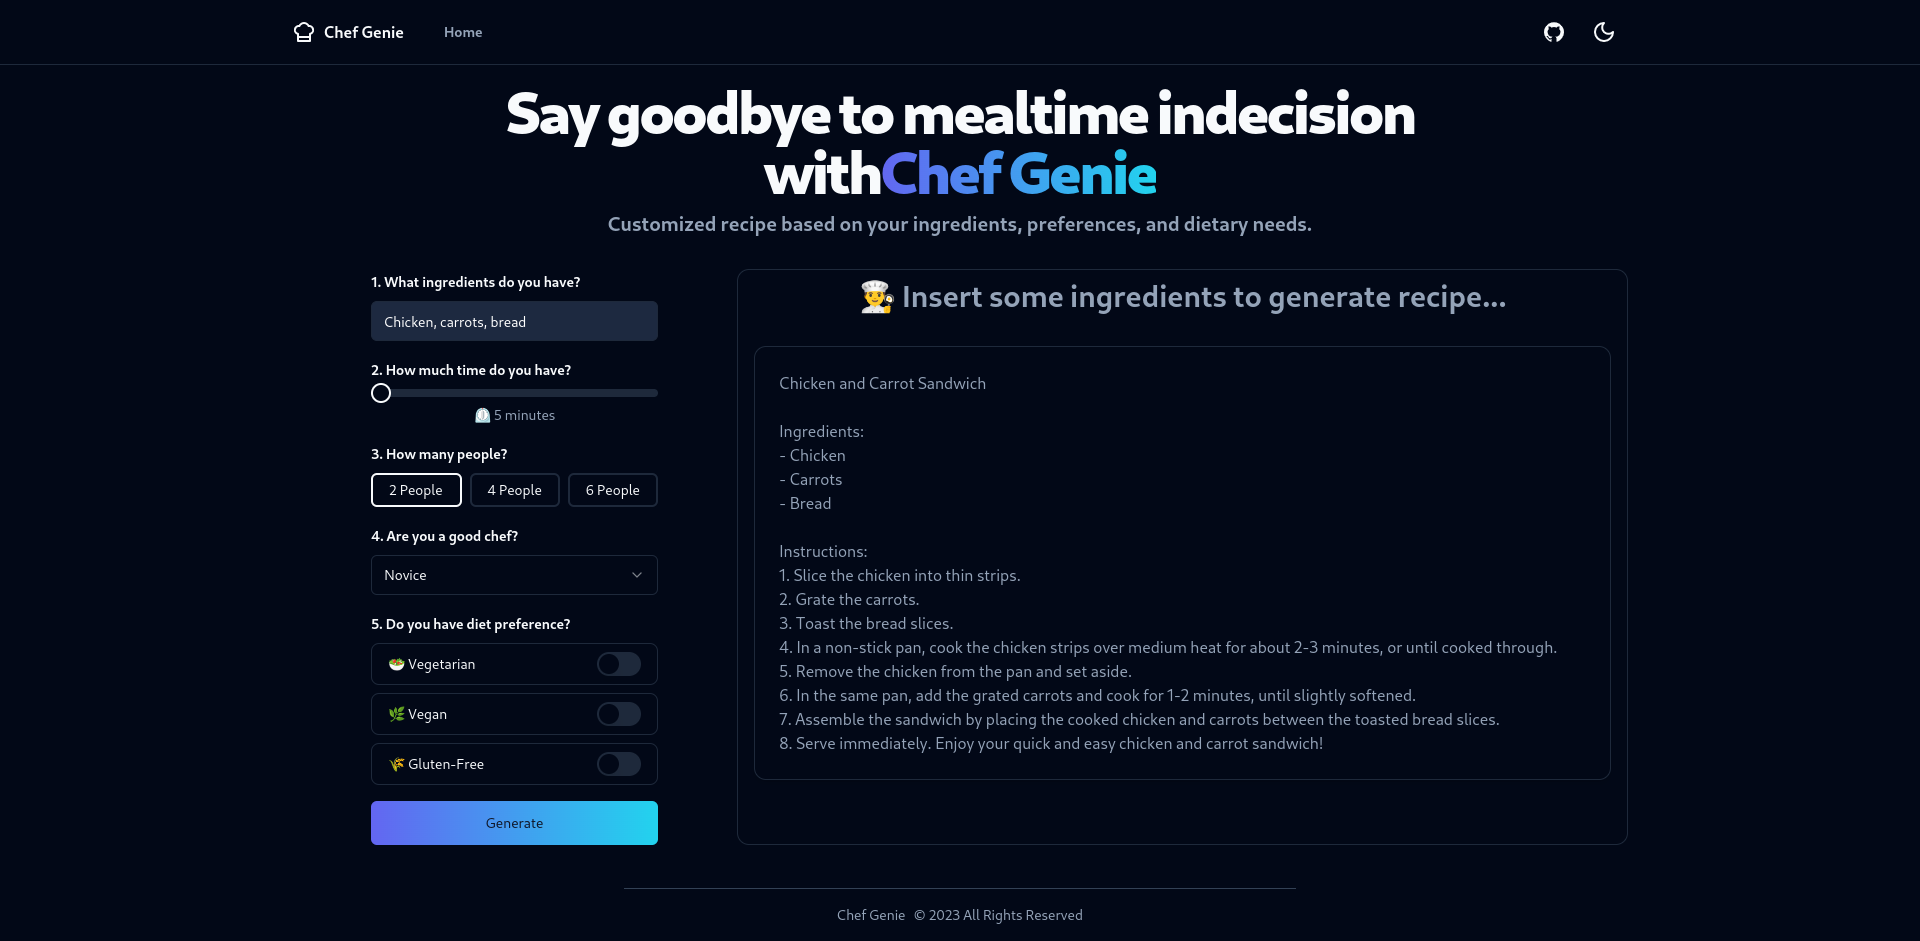 Chef Genie
Home
Say goodbye to mealtime indecision
withChef Genie
Customized recipe based on your ingredients, preferences, and dietary needs.
1. What ingredients do you have?
Chicken, carrots, bread
2. How much time do you have?
5 minutes
3. How many people?
2 People
4 People
6 People
4. Are you a good chef?
Novice
5. Do you have diet preference?
Vegetarian
Vegan
Gluten-Free
Generate
Insert some ingredients to generate recipe...
Chicken and Carrot Sandwich
Ingredients:
- Chicken
- Carrots
- Bread
Instructions:
1. Slice the chicken into thin strips.
2. Grate the carrots.
3. Toast the bread slices.
4. In a non-stick pan, cook the chicken strips over medium heat for about 2-3 minutes, or until cooked through.
5. Remove the chicken from the pan and set aside.
6. In the same pan, add the grated carrots and cook for 1-2 minutes, until slightly softened.
7. Assemble the sandwich by placing the cooked chicken and carrots between the toasted bread slices.
8. Serve immediately. Enjoy your quick and easy chicken and carrot sandwich!
Chef Genie © 2023 All Rights Reserved